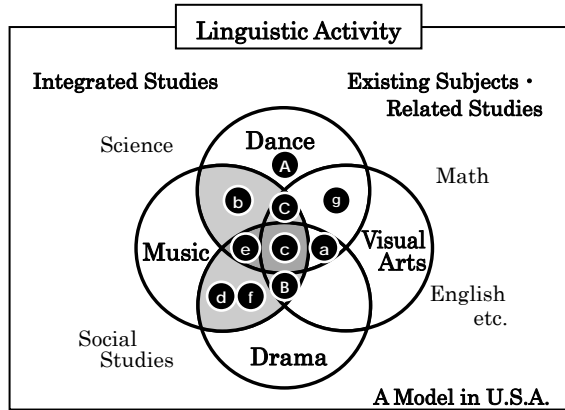 Linguistic Activity
Integrated Studies
Existing Subjects・
Related Studies
Science
Dance
Math
A
b
C
g
Music
e
c
a
Visual
Arts
d
f
B
English
etc.
Social
Studies
Drama
A Model in U.S.A.